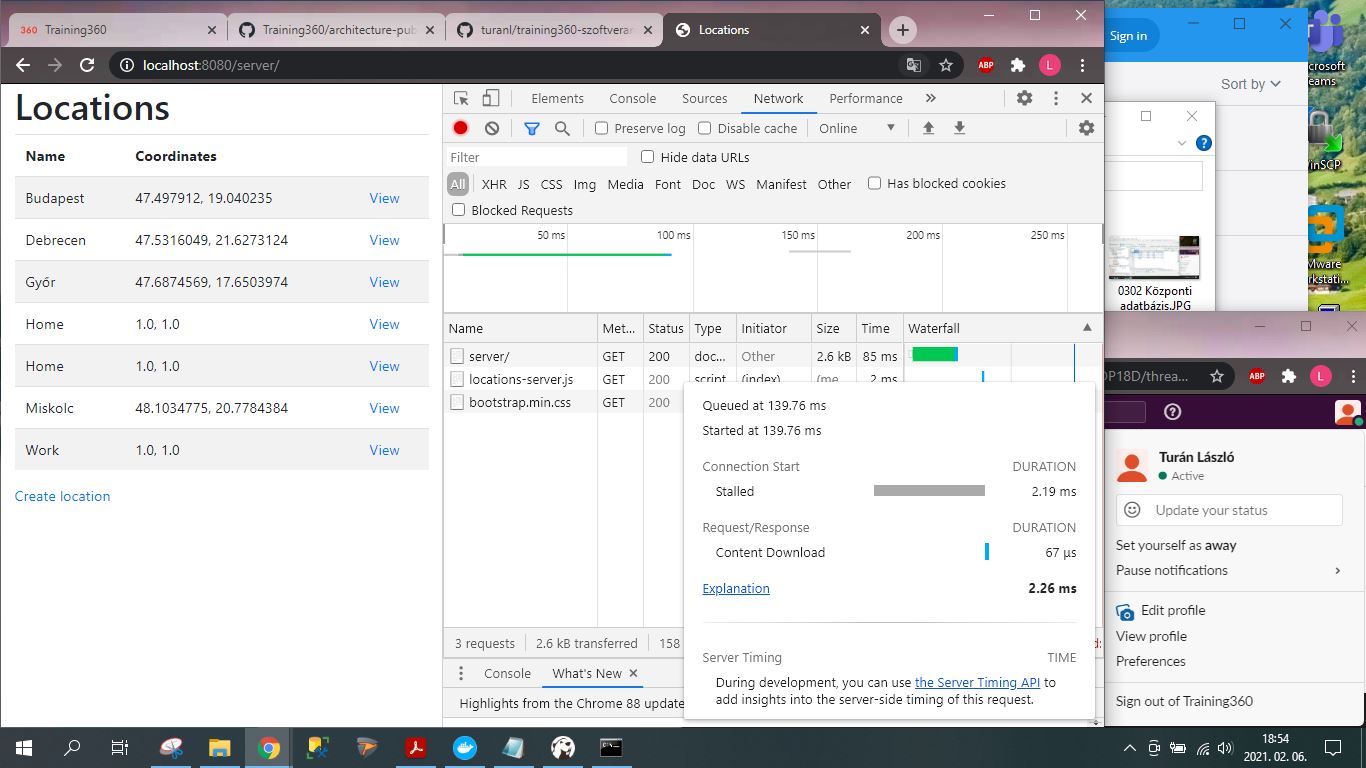 360 Training360
Training360/architecture-pub
turanl/training360-szoftverar
Locations
localhost:8080/server/
ABP
L
Locations
Name Coordinates
Budapest 47.497912, 19.040235 View
Debrecen 47.5316049, 21.6273124 View
Győr 47.6874569, 17.6503974 View
Home 1.0, 1.0 View
Home 1.0, 1.0 View
Miskolc 48.1034775, 20.7784384 View
Work 1.0, 1.0 View
Create location
Elements Console Sources Network Performance »
Preserve log Disable cache Online
Filter Hide data URLs
All XHR JS CSS Img Media Font Doc WS Manifest Other Has blocked cookies
Blocked Requests
50 ms 100 ms 150 ms 200 ms 250 ms
Name Met... Status Type Initiator Size Time Waterfall
server/ GET 200 doc... Other 2.6 kB 85 ms
locations-server.js GET 200 script (index) (me 2 ms
bootstrap.min.css GET 200
Queued at 139.76 ms
Started at 139.76 ms
Connection Start DURATION
Stalled 2.19 ms
Request/Response DURATION
Content Download 67 μs
Explanation 2.26 ms
Server Timing TIME
During development, you can use the Server Timing API to
add insights into the server-side timing of this request.
3 requests 2.6 kB transferred 158
d:
Console What's New
Highlights from the Chrome 88 update
Sign in
Sort by
0302 Központi
adatbázis.JPG
crosoft
eams
inSCP
Mware
rkstati...
DP18D/threa...
ABP
L
Turán László
Active
Update your status
Set yourself as away
Pause notifications
Edit profile
View profile
Preferences
Sign out of Training360
18:54
2021. 02. 06.